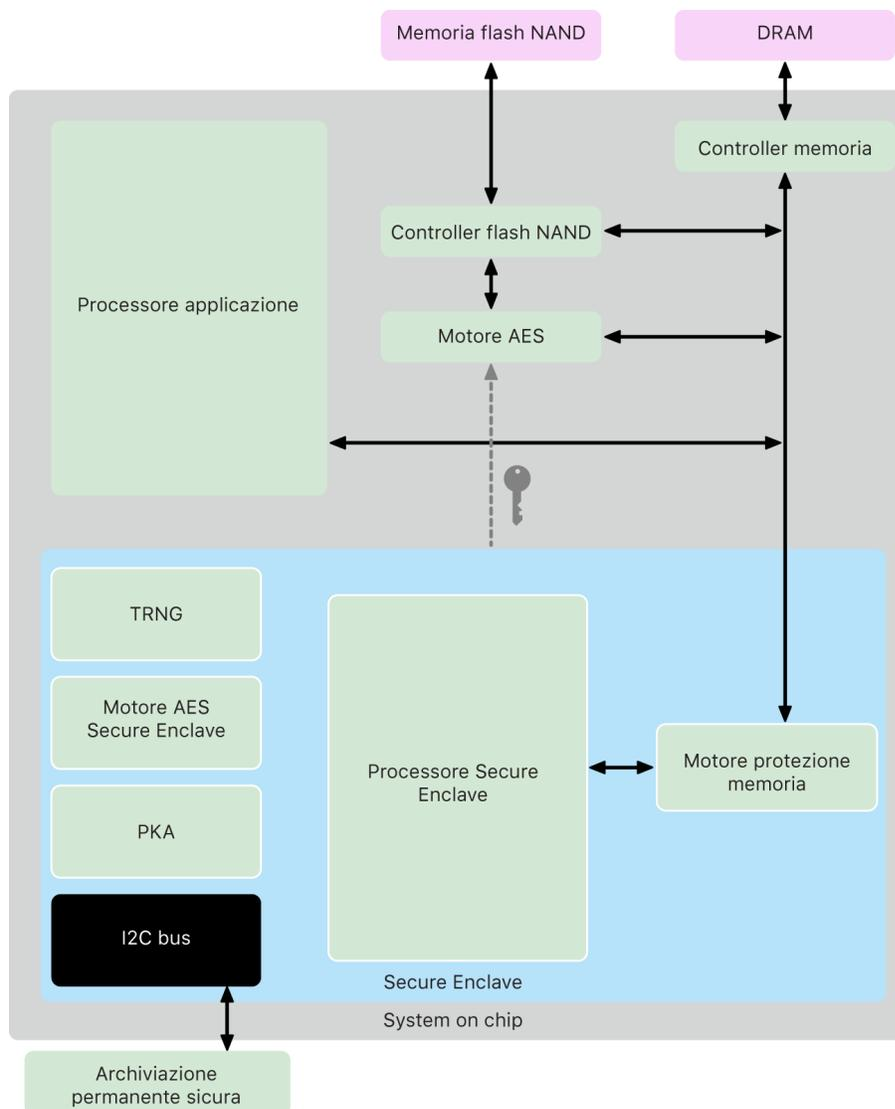 Memoria flash NAND
DRAM
Controller memoria
Controller flash NAND
Processore applicazione
Motore AES
TRNG
Motore AES
Secure Enclave
Processore Secure
Enclave
Motore protezione
memoria
PKA
I2C bus
Secure Enclave
System on chip
Archiviazione
permanente sicura